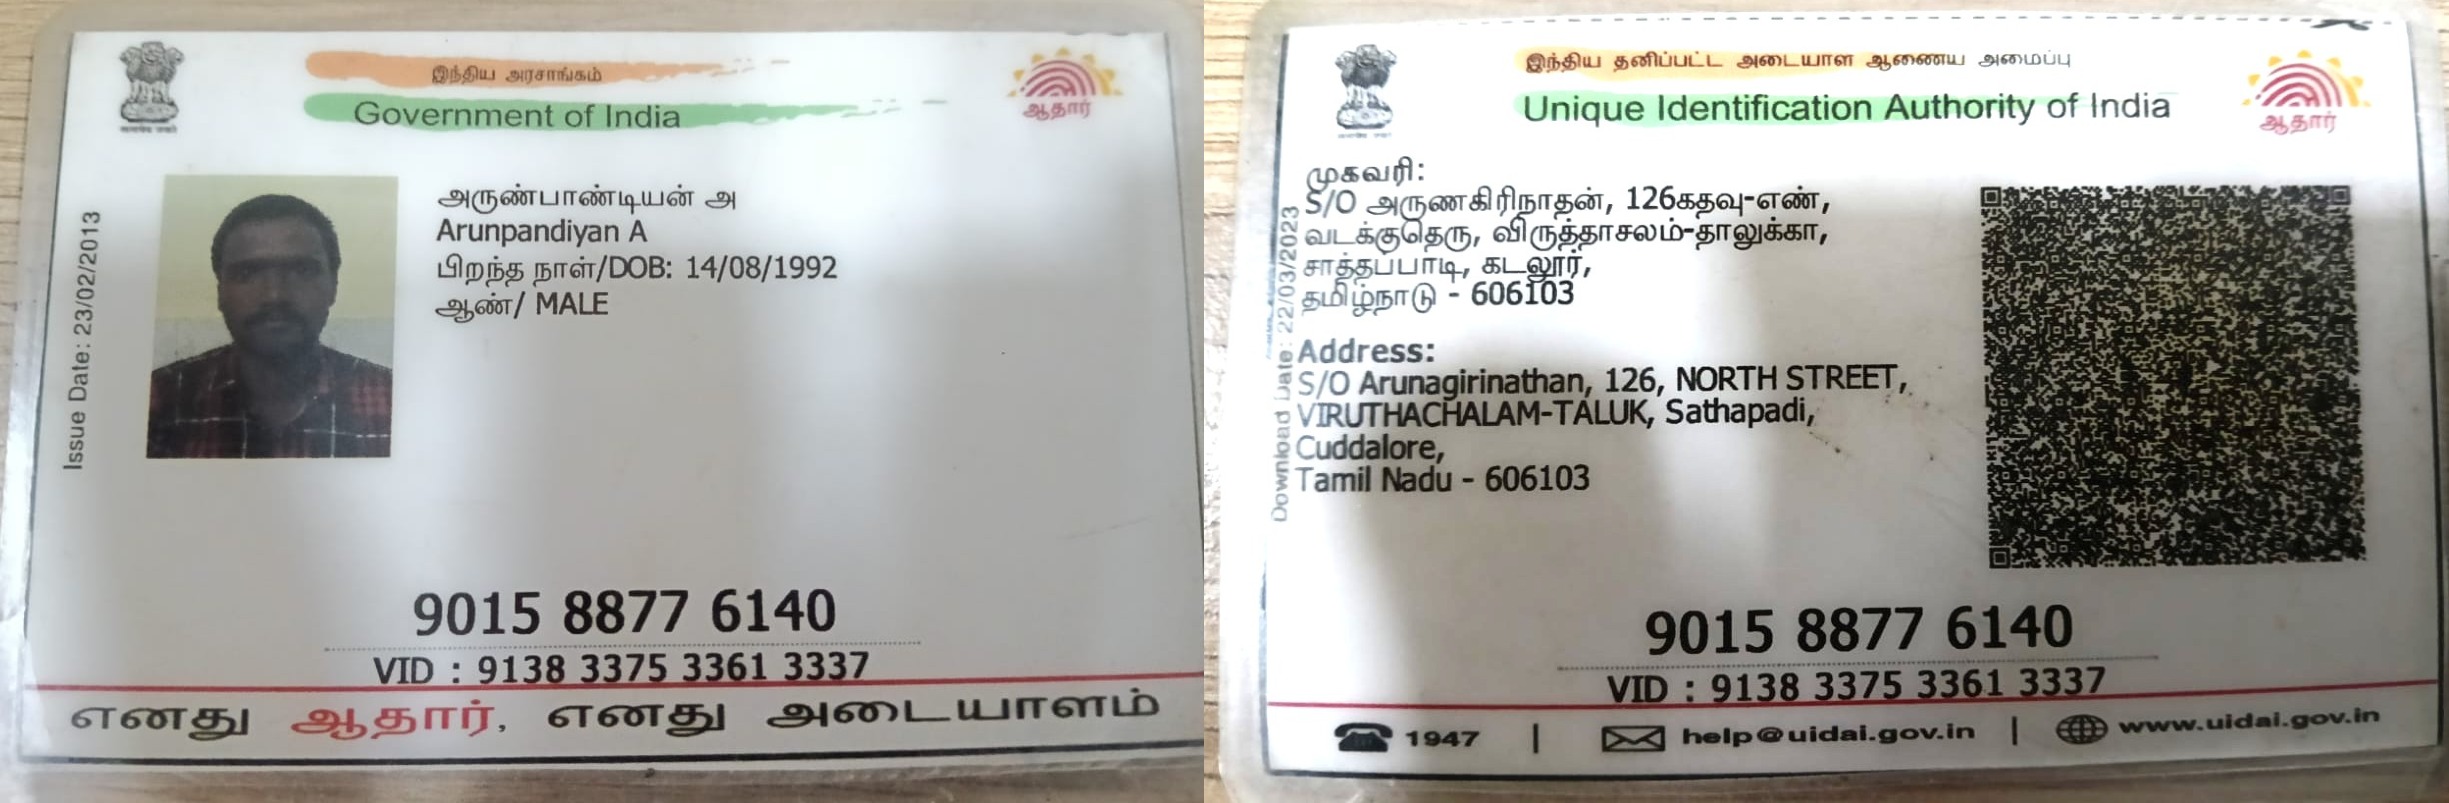 இந்திய அரசாங்கம்
Government of India
ஆதார்
Issue Date: 23/02/2013
அருண்பாண்டியன் அ
Arunpandiyan A
பிறந்த நாள்/DOB: 14/08/1992
ஆண்/ MALE
9015 8877 6140
VID : 9138 3375 3361 3337
எனது ஆதார், எனது அடையாளம்
இந்திய தனிப்பட்ட அடையாள ஆணைய அமைப்பு
Unique Identification Authority of India
ஆதார்
Download Date: 22/03/2023
முகவரி:
S/O அருணகிரிநாதன், 126கதவு-எண்,
வடக்குதெரு, விருத்தாசலம்-தாலுக்கா,
சாத்தப்பாடி, கடலூர்,
தமிழ்நாடு - 606103
Address:
S/O Arunagirinathan, 126, NORTH STREET,
VIRUTHACHALAM-TALUK, Sathapadi,
Cuddalore,
Tamil Nadu - 606103
9015 8877 6140
VID : 9138 3375 3361 3337
1947 | help@uidai.gov.in | www.uidai.gov.in